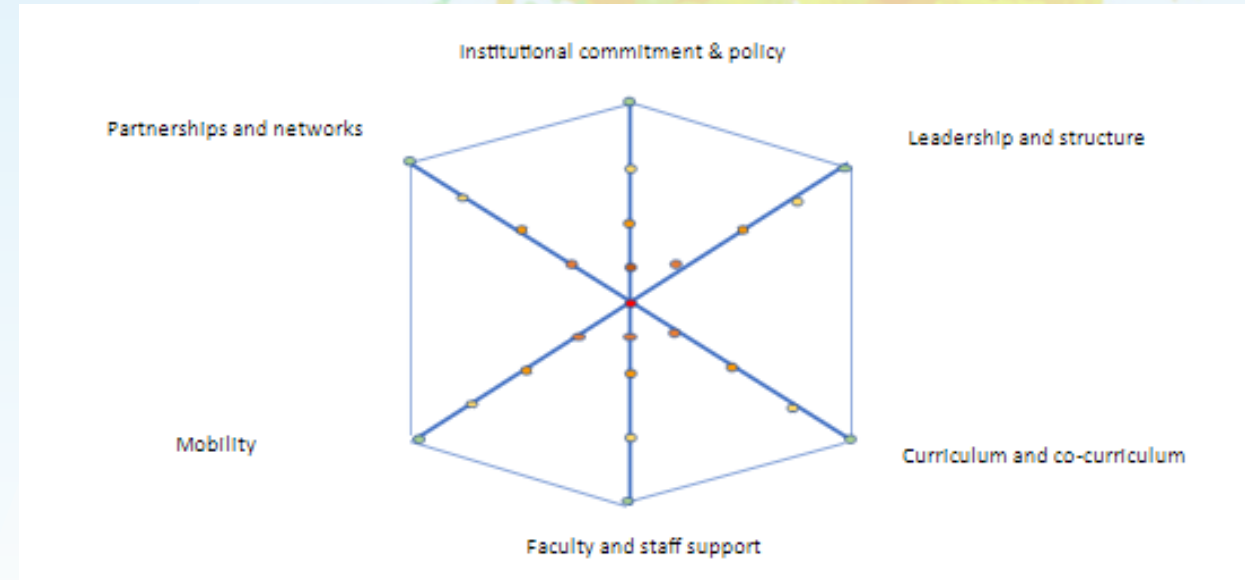 Institutional commitment & policy
Partnerships and networks
Leadership and structure
Mobility
Curriculum and co-curriculum
Faculty and staff support